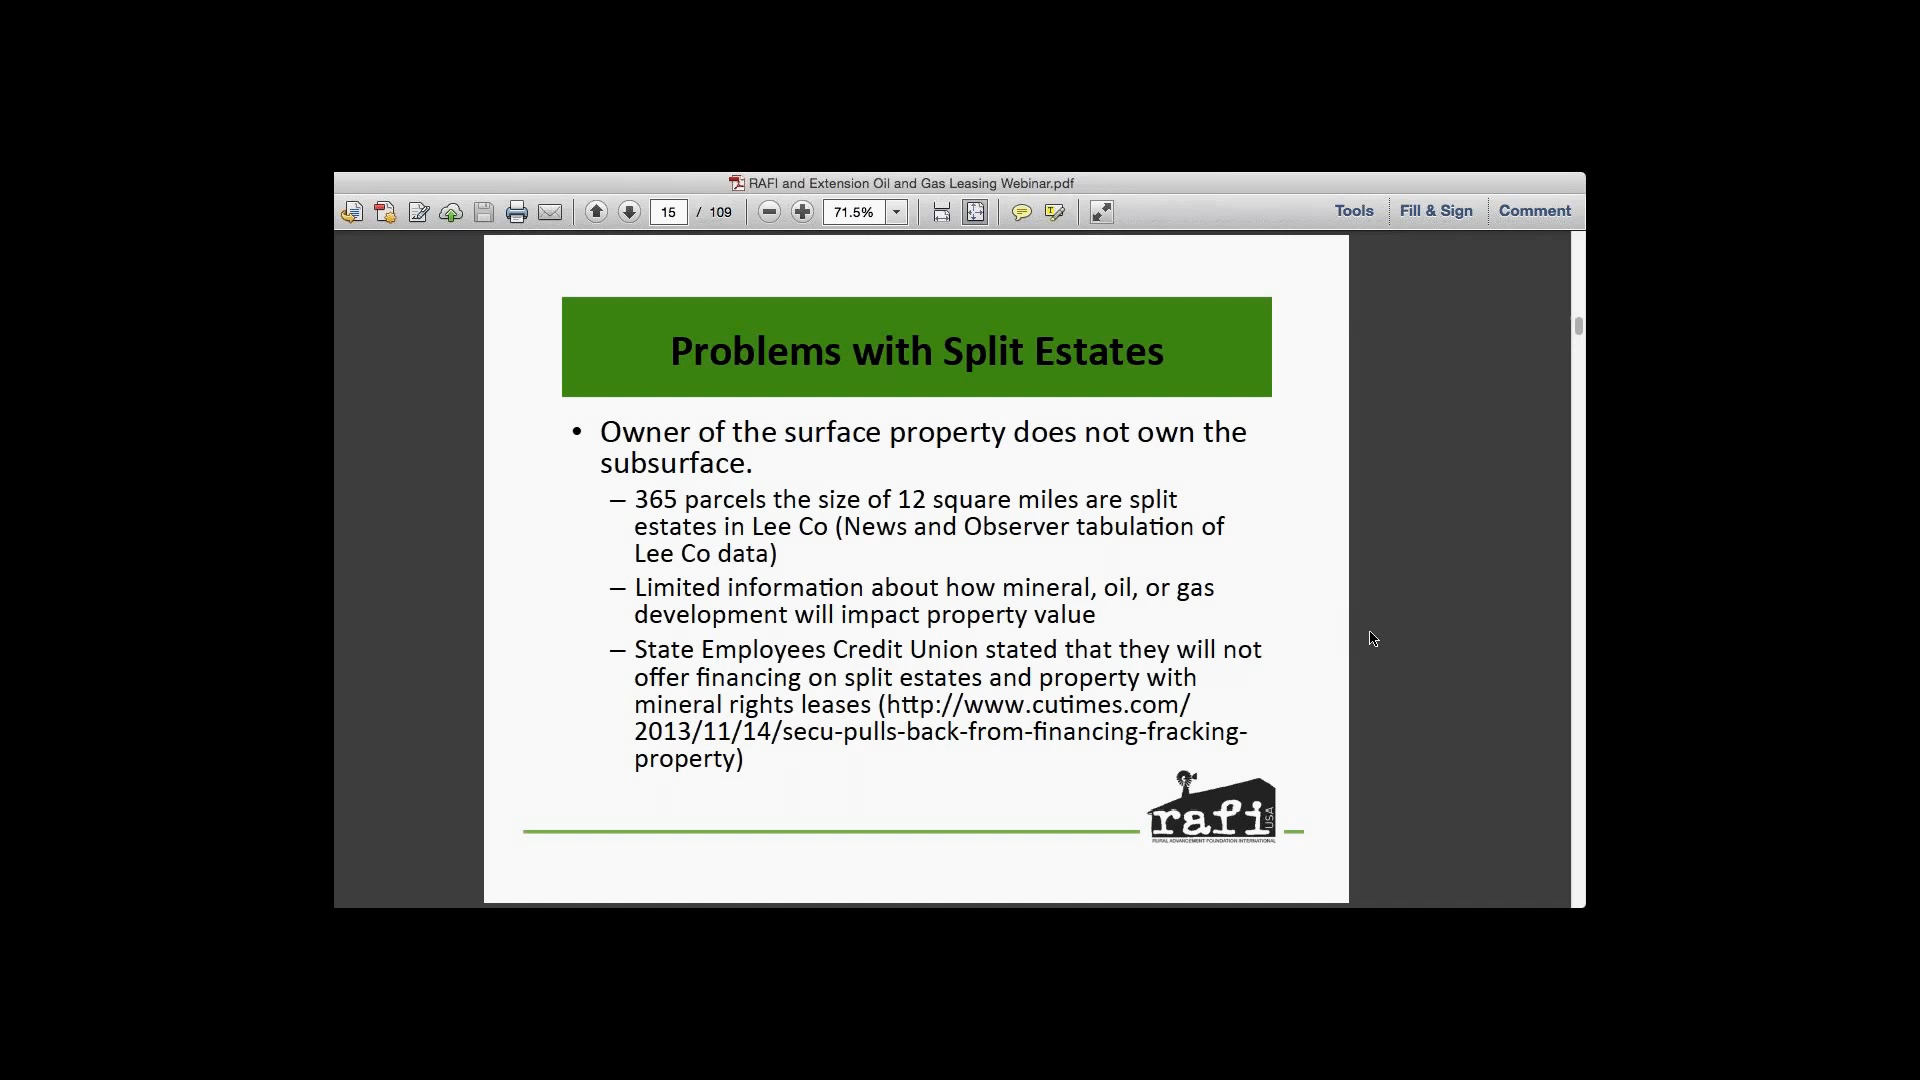 RAFI and Extension Oil and Gas Leasing Webinar.pdf
15 / 109 71.5% Tools Fill & Sign Comment
Problems with Split Estates
• Owner of the surface property does not own the
subsurface.
– 365 parcels the size of 12 square miles are split
estates in Lee Co (News and Observer tabulation of
Lee Co data)
– Limited information about how mineral, oil, or gas
development will impact property value
– State Employees Credit Union stated that they will not
offer financing on split estates and property with
mineral rights leases (http://www.cutimes.com/
2013/11/14/secu-pulls-back-from-financing-fracking-
property)
rafi USA
RURAL ADVANCEMENT FOUNDATION INTERNATIONAL